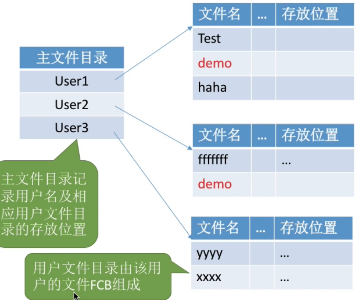 主文件目录
User1
User2
User3
主文件目录记
录用户名及相
应用户文件目
录的存放位置
文件名 ... 存放位置
Test
demo
haha
文件名 ... 存放位置
fffffff ...
demo
文件名 ... 存放位置
yyyy ...
xxxx ...
用户文件目录由该用
户的文件FCB组成